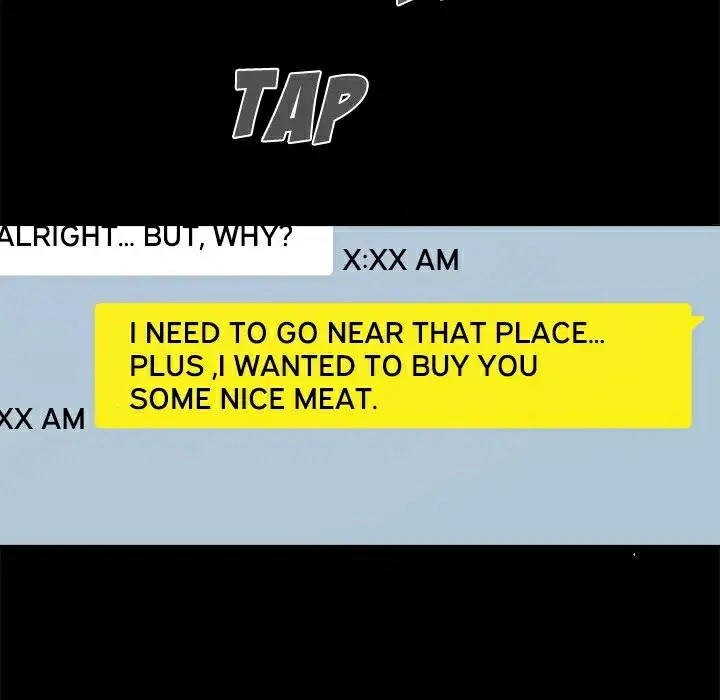 TAP
ALRIGHT... BUT, WHY?
X:XX AM
I NEED TO GO NEAR THAT PLACE...
PLUS ,I WANTED TO BUY YOU
SOME NICE MEAT.
XX AM